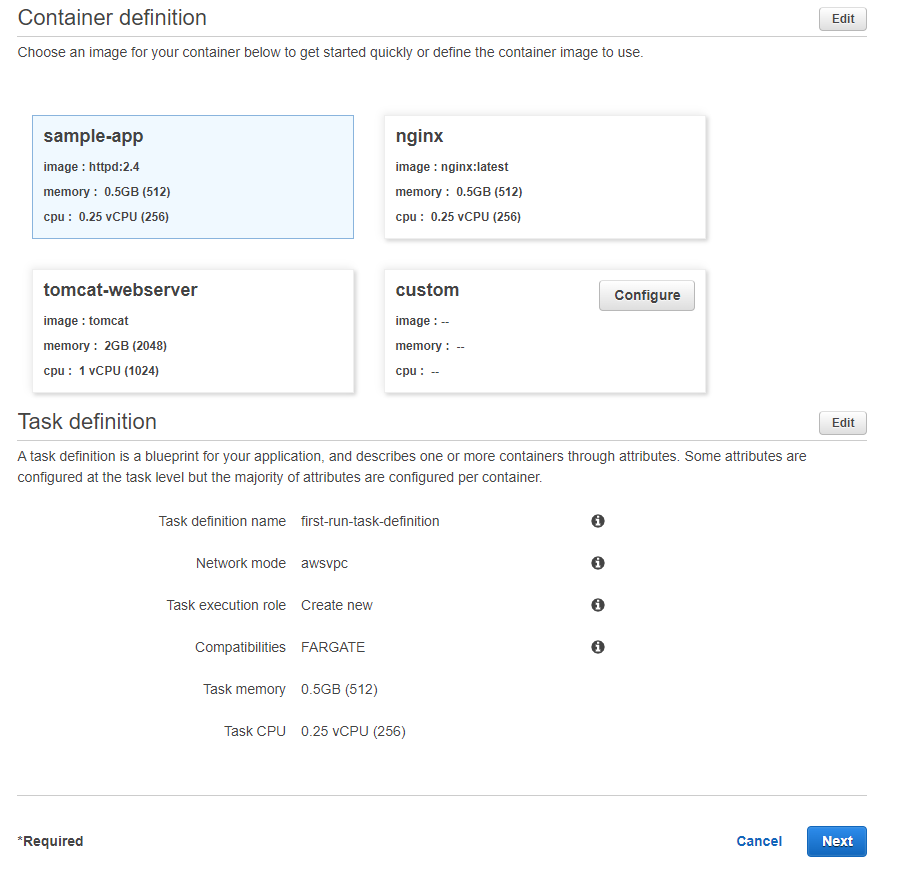 Container definition
Edit
Choose an image for your container below to get started quickly or define the container image to use.
sample-app
image : httpd:2.4
memory : 0.5GB (512)
cpu : 0.25 vCPU (256)
nginx
image : nginx:latest
memory : 0.5GB (512)
cpu : 0.25 vCPU (256)
tomcat-webserver
image : tomcat
memory : 2GB (2048)
cpu : 1 vCPU (1024)
custom
Configure
image : --
memory : --
cpu : --
Task definition
Edit
A task definition is a blueprint for your application, and describes one or more containers through attributes. Some attributes are
configured at the task level but the majority of attributes are configured per container.
Task definition name first-run-task-definition
Network mode awsvpc
Task execution role Create new
Compatibilities FARGATE
Task memory 0.5GB (512)
Task CPU 0.25 vCPU (256)
*Required
Cancel
Next